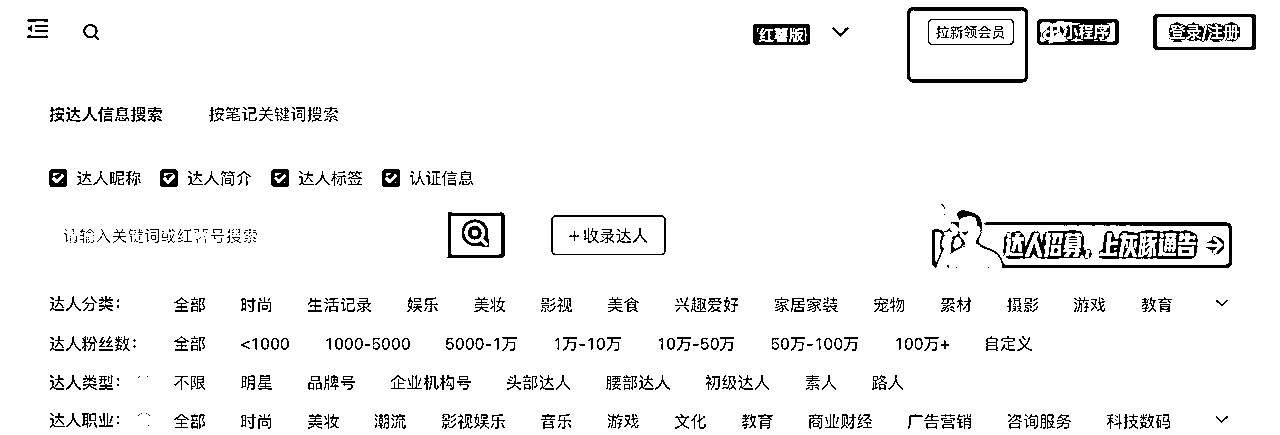 红薯版 拉新领会员 小程序 登录/注册
按达人信息搜索 按笔记关键词搜索
达人昵称 达人简介 达人标签 认证信息
请输入关键词或红薯号搜索 +收录达人 达人招募,上灰豚通告
达人分类: 全部 时尚 生活记录 娱乐 美妆 影视 美食 兴趣爱好 家居家装 宠物 素材 摄影 游戏 教育
达人粉丝数: 全部 <1000 1000-5000 5000-1万 1万-10万 10万-50万 50万-100万 100万+ 自定义
达人类型: 不限 明星 品牌号 企业机构号 头部达人 腰部达人 初级达人 素人 路人
达人职业: 全部 时尚 美妆 潮流 影视娱乐 音乐 游戏 文化 教育 商业财经 广告营销 咨询服务 科技数码